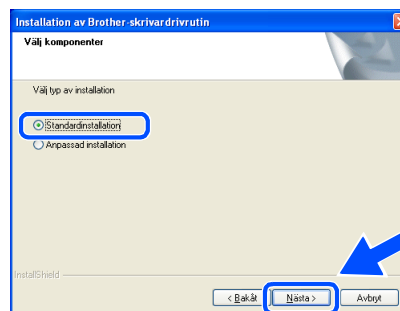 Installation av Brother-skrivardrivrutin
Välj komponenter
Välj typ av installation
Standardinstallation
Anpassad installation
InstallShield
< Bakåt Nästa > Avbryt